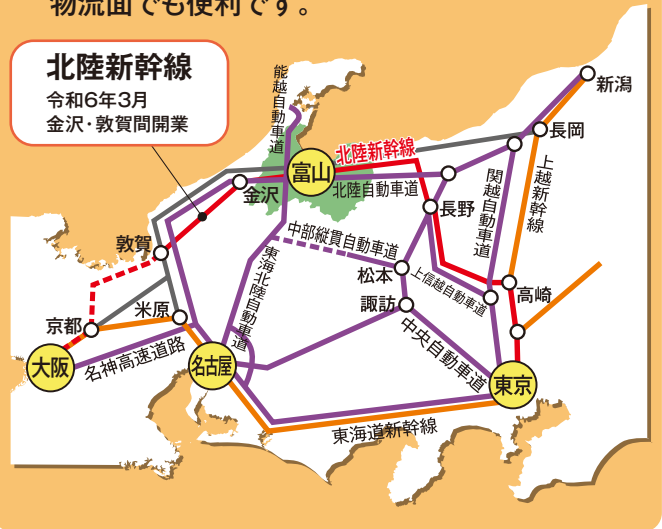 物流面でも便利です。
北陸新幹線
令和6年3月
金沢・敦賀間開業
能越自動車道
新潟
長岡
北陸新幹線
富山
北陸自動車道
金沢
関越自動車道
上越新幹線
長野
敦賀
中部縦貫自動車道
東海北陸自動車道
松本
上信越自動車道
高崎
米原
諏訪
京都
中央自動車道
大阪
名神高速道路
名古屋
東京
東海道新幹線